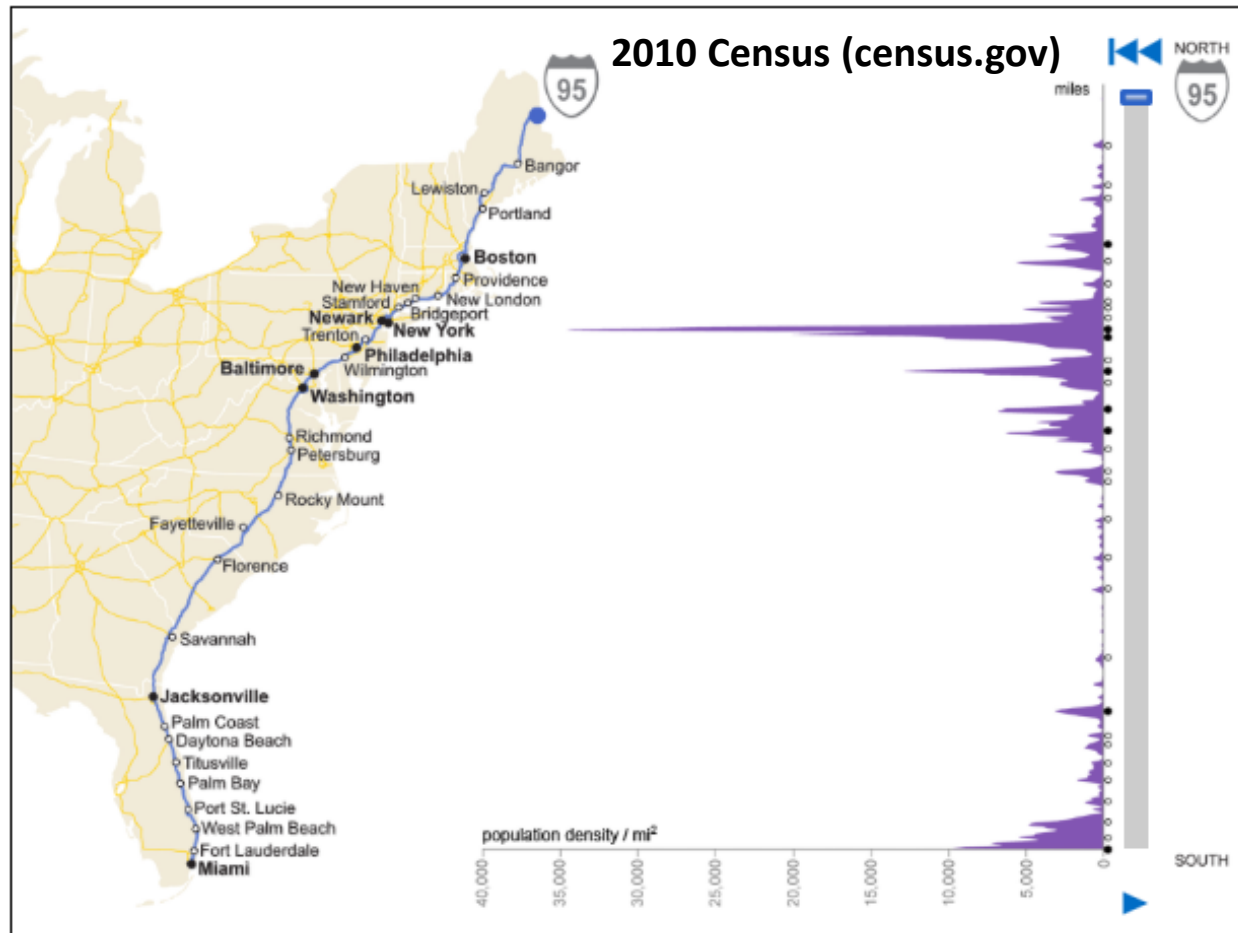 2010 Census (census.gov)
95
NORTH
95
miles
Bangor
Lewiston
Portland
Boston
Providence
New Haven
New London
Stamford
Bridgeport
Newark
New York
Trenton
Philadelphia
Wilmington
Baltimore
Washington
Richmond
Petersburg
Rocky Mount
Fayetteville
Florence
Savannah
Jacksonville
Palm Coast
Daytona Beach
Titusville
Palm Bay
Port St. Lucie
West Palm Beach
Fort Lauderdale
Miami
population density / mi²
SOUTH
40,000
35,000
30,000
25,000
20,000
15,000
10,000
5,000
0